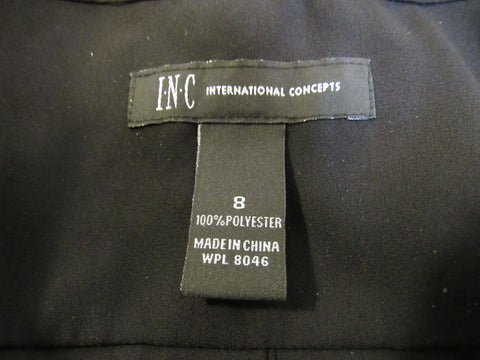 I.N.C INTERNATIONAL CONCEPTS
8
100%POLYESTER
MADE IN CHINA
WPL 8046